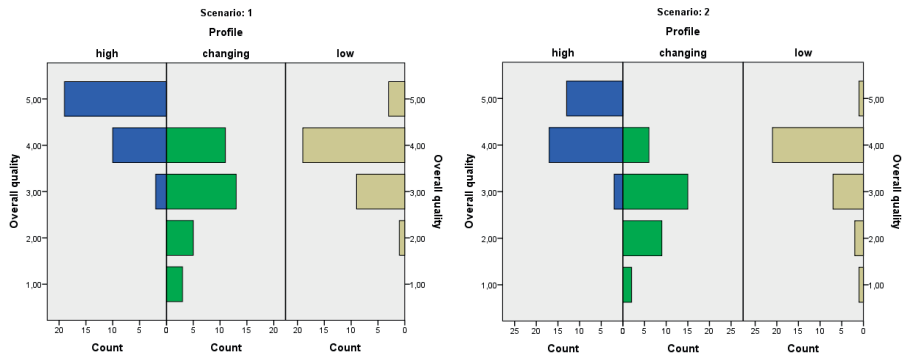 Scenario: 1
Profile
high changing low
5,00 5,00
4,00 4,00
3,00 3,00
2,00 2,00
1,00 1,00
Overall quality
Overall quality
20 15 10 5 0 5 10 15 20 20 15 10 5 0
Count Count Count
Scenario: 2
Profile
high changing low
5,00 5,00
4,00 4,00
3,00 3,00
2,00 2,00
1,00 1,00
Overall quality
Overall quality
25 20 15 10 5 0 5 10 15 20 25 25 20 15 10 5 0
Count Count Count